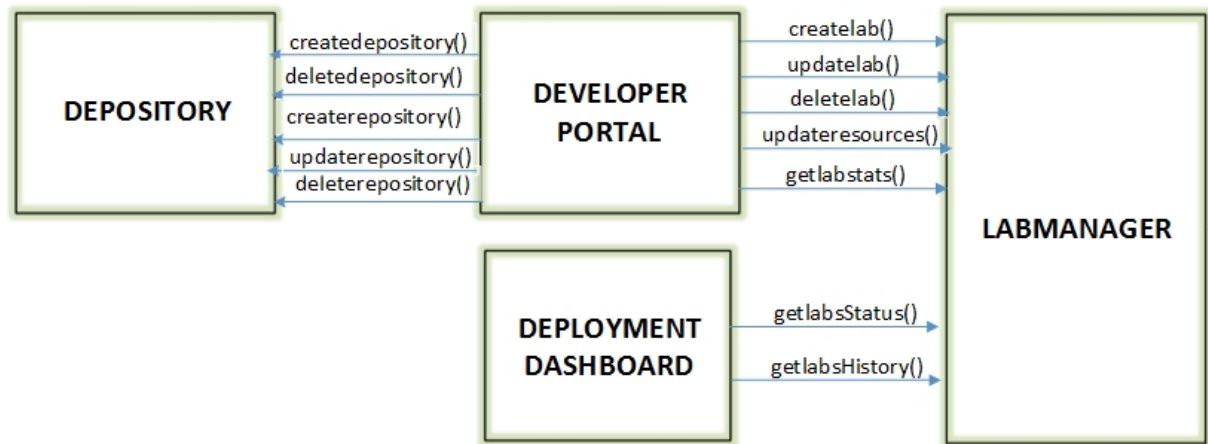 DEPOSITORY
createdepository()
deletedepository()
createrepository()
updaterepository()
deleterepository()
DEVELOPER
PORTAL
createlab()
updatelab()
deletelab()
updateresources()
getlabstats()
LABMANAGER
DEPLOYMENT
DASHBOARD
getlabsStatus()
getlabsHistory()